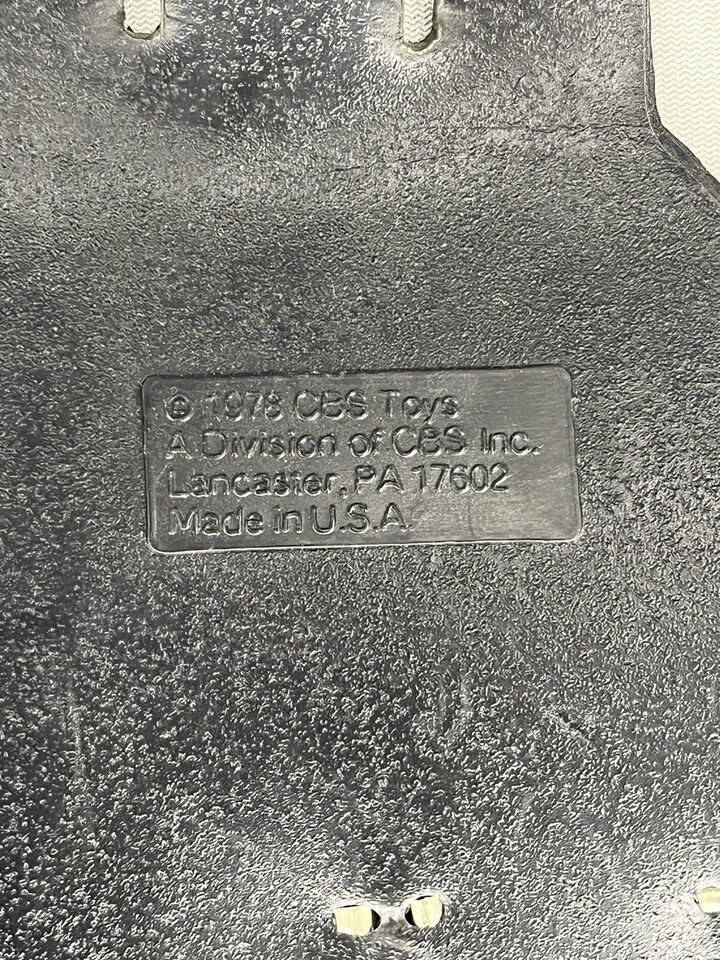 © 1978 CBS Toys
A Division of CBS Inc.
Lancaster, PA 17602
Made in U.S.A.